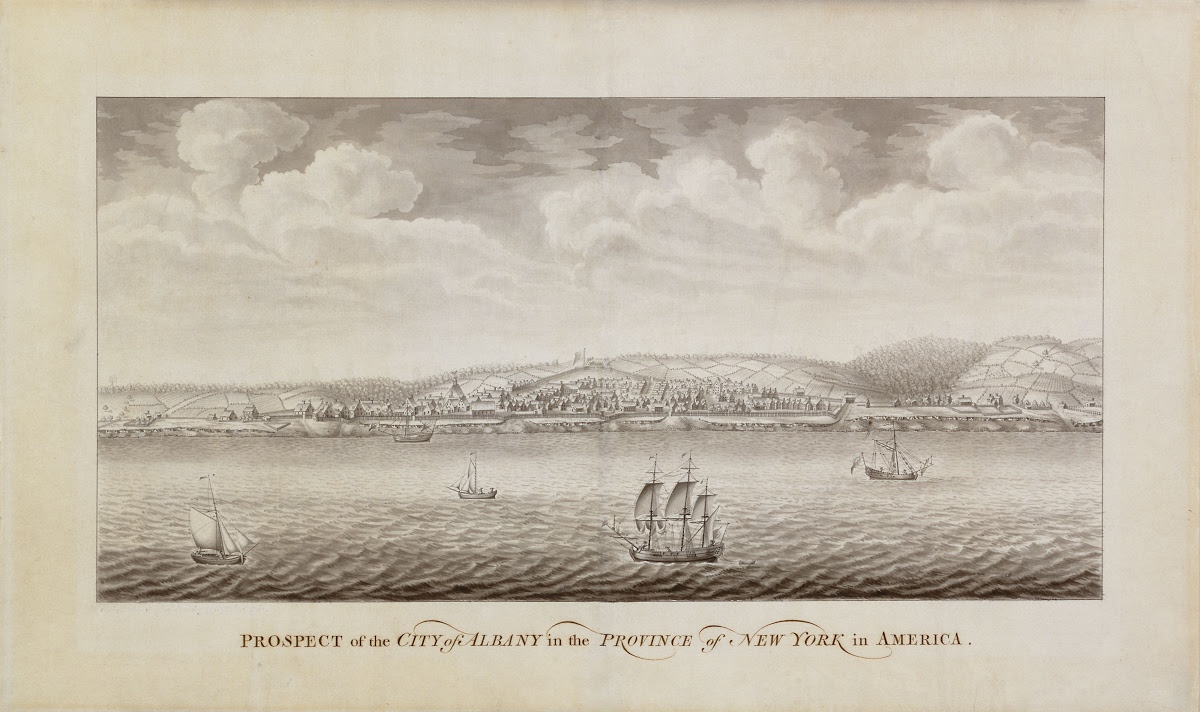 PROSPECT of the CITY of ALBANY in the PROVINCE of NEW YORK in AMERICA.